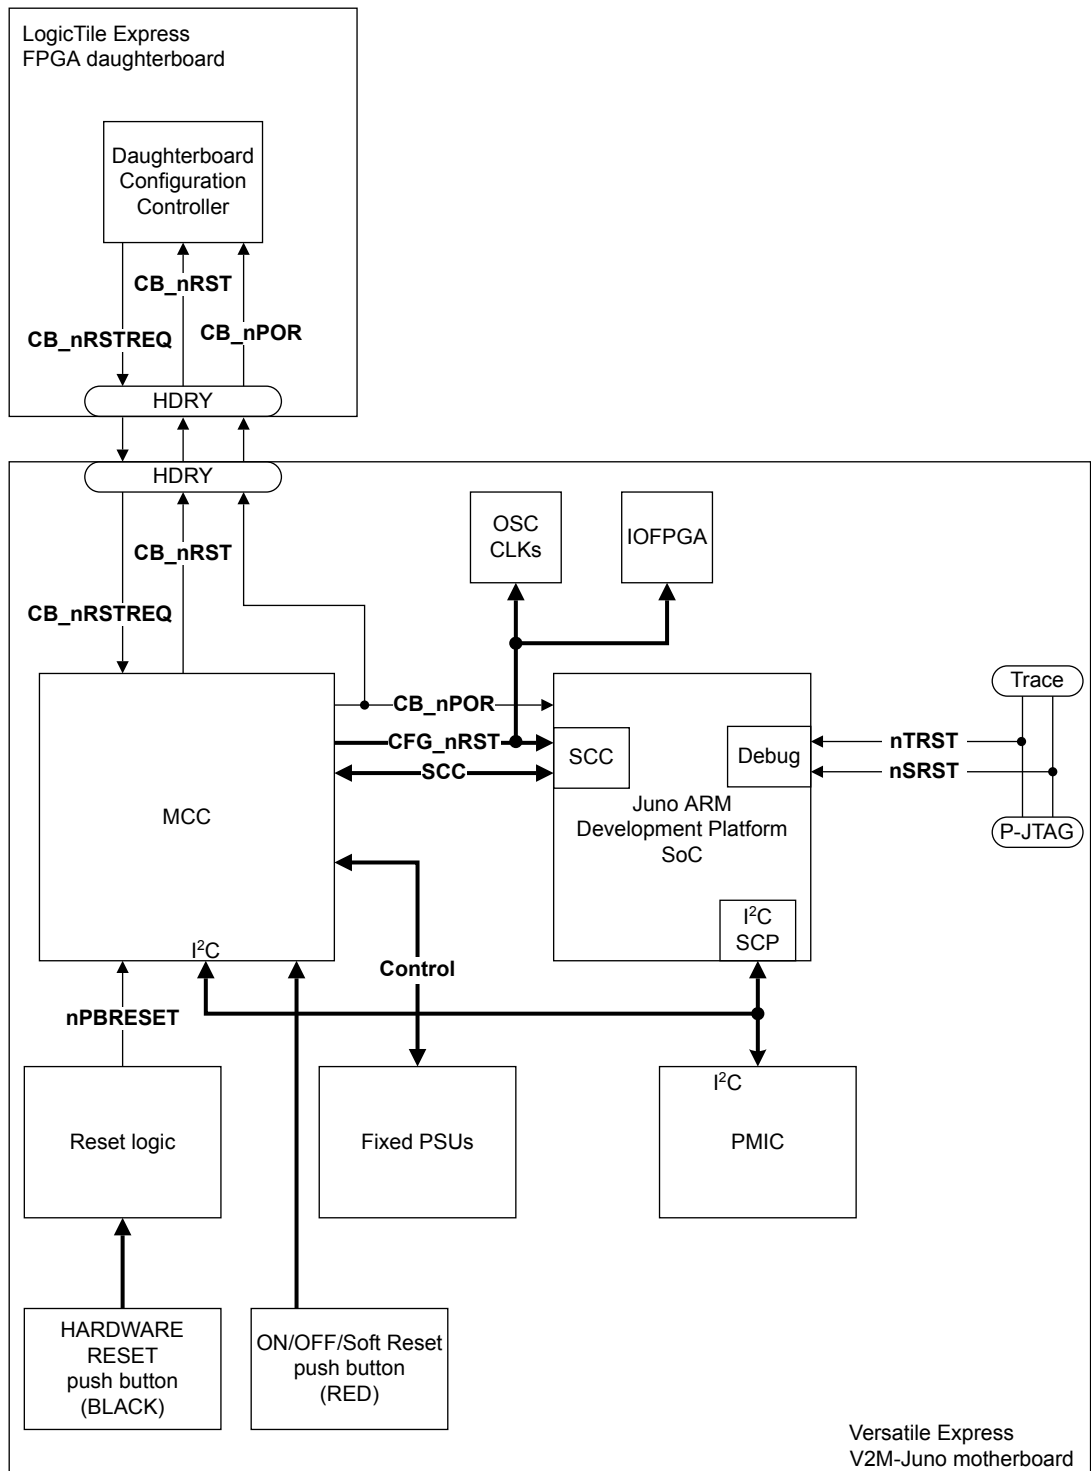 LogicTile Express
FPGA daughterboard
Daughterboard
Configuration
Controller
CB_nRST
CB_nPOR
CB_nRSTREQ
HDRY
HDRY
OSC
CLKs
IOFPGA
CB_nRST
CB_nRSTREQ
Trace
CB_nPOR
CFG_nRST
SCC
SCC
Debug
nTRST
nSRST
MCC
Juno ARM
Development Platform
SoC
P-JTAG
I²C
SCP
I²C
Control
nPBRESET
I²C
Reset logic
Fixed PSUs
PMIC
HARDWARE
RESET
push button
(BLACK)
ON/OFF/Soft Reset
push button
(RED)
Versatile Express
V2M-Juno motherboard